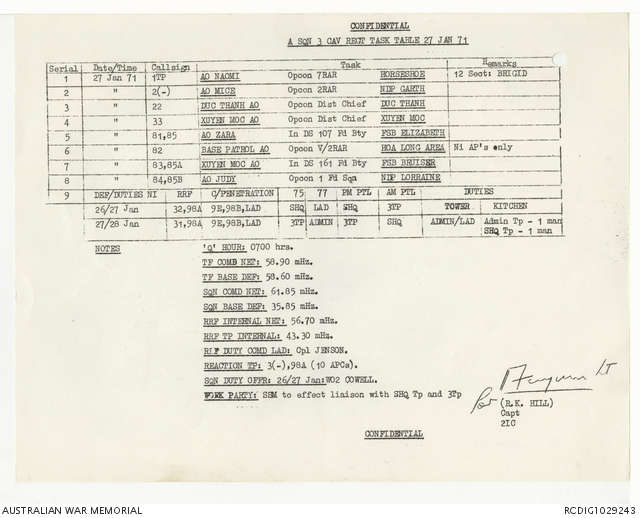 CONFIDENTIAL
A SQN 3 CAV REGT TASK TABLE 27 JAN 71
Serial Date/Time Callsign Task Remarks
1 27 Jan 71 1TP AO NAOMI Opcon 7RAR HORSESHOE 12 Sect: BRIGID
2 " 2(-) AO MICE Opcon 2RAR NDP GARTH
3 " 22 DUC THANH AO Opcon Dist Chief DUC THANH
4 " 33 XUYEN MOC AO Opcon Dist Chief XUYEN MOC
5 " 81,85 AO ZARA In DS 107 Fd Bty FSB ELIZABETH
6 " 82 BASE PATROL AO Opcon V/2RAR HOA LONG AREA Ni AP's only
7 " 83,85A XUYEN MOC AO In DS 161 Fd Bty FSB BRUISER
8 " 84,85B AO JUDY Opcon 1 Fd Sqn NDP LORRAINE
9 DEF/DUTIES NI RRF C/PENETRATION 75 77 PM PTL AM PTL DUTIES
26/27 Jan 32,98A 9E,98B,LAD SHQ LAD SHQ 3TP TOWER KITCHEN
27/28 Jan 31,98A 9E,98B,LAD 3TP ADMIN 3TP SHQ ADMIN/LAD Admin Tp - 1 man
SHQ Tp - 1 man
NOTES 'Q' HOUR: 0700 hrs.
TF COMB NET: 58.90 mHz.
TF BASE DEF: 58.60 mHz.
SQN COMD NET: 61.85 mHz.
SQN BASE DEF: 35.85 mHz.
RRF INTERNAL NET: 56.70 mHz.
RRF TP INTERNAL: 43.30 mHz.
DUTY COMD LAD: Cpl JENSON.
REACTION TP: 3(-),98A (10 APCs).
SQN DUTY OFFR: 26/27 Jan: WO2 COWELL.
WORK PARTY: SSM to effect liaison with SHQ Tp and 3Tp
LT
for (R.K. HILL)
Capt
2IC
CONFIDENTIAL
AUSTRALIAN WAR MEMORIAL RCDIG1029243